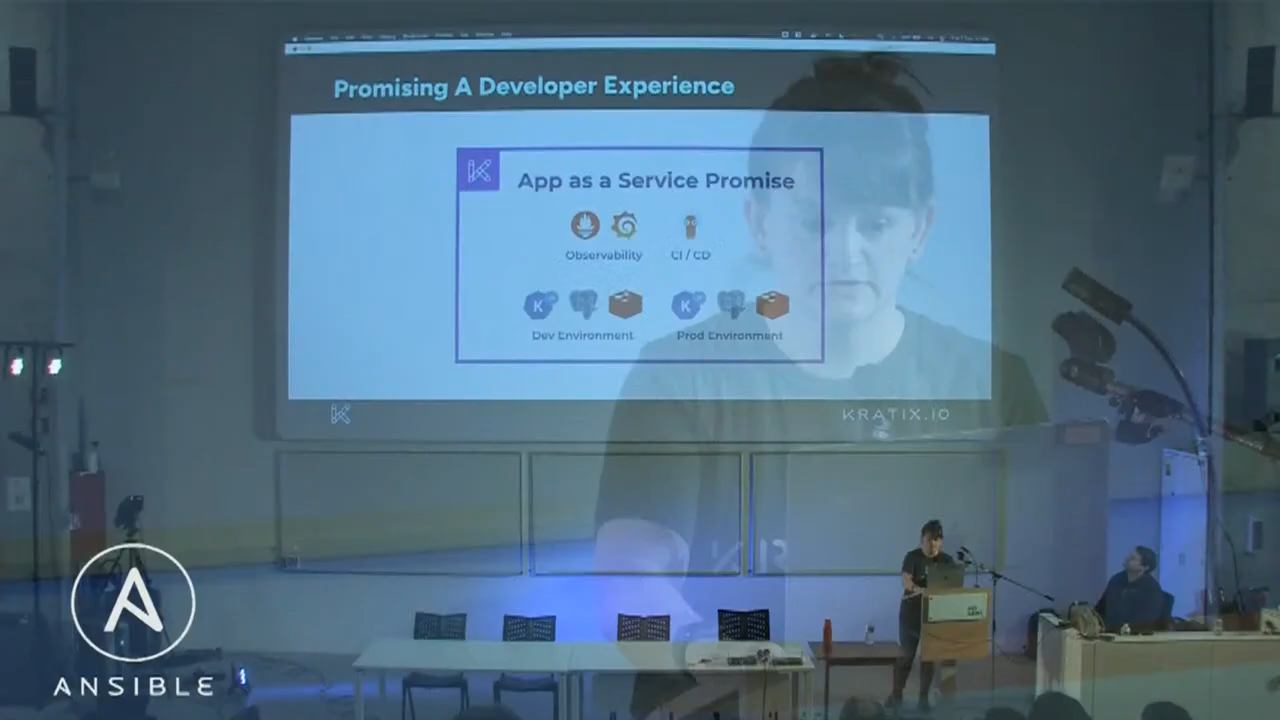 Promising A Developer Experience
App as a Service Promise
Observability
CI / CD
Dev Environment
Prod Environment
KRATIX.IO
ANSIBLE